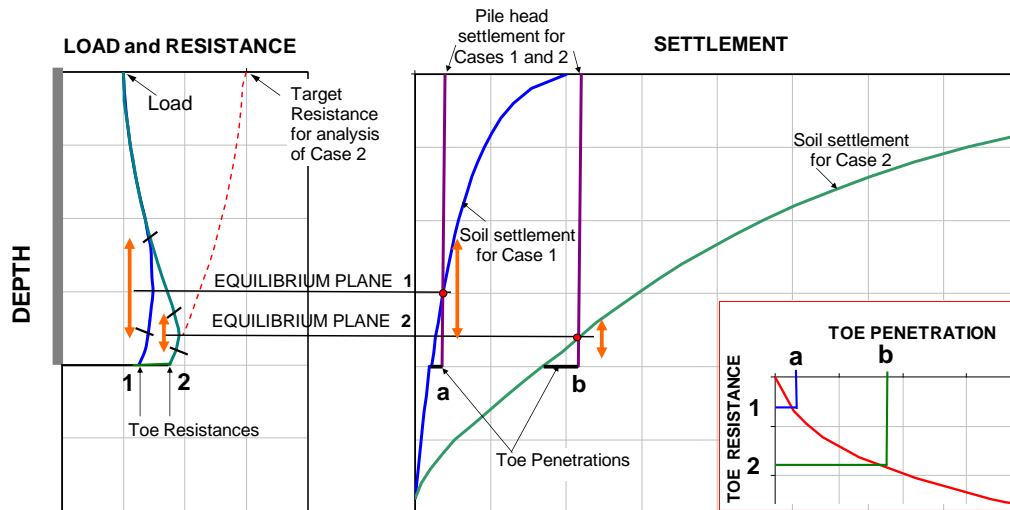 LOAD and RESISTANCE
Pile head
settlement for
Cases 1 and 2
SETTLEMENT
Load
Target
Resistance
for analysis
of Case 2
Soil settlement
for Case 2
Soil settlement
for Case 1
DEPTH
EQUILIBRIUM PLANE 1
EQUILIBRIUM PLANE 2
1 2
a
b
Toe Resistances
Toe Penetrations
TOE PENETRATION
a b
TOE RESISTANCE
1
2